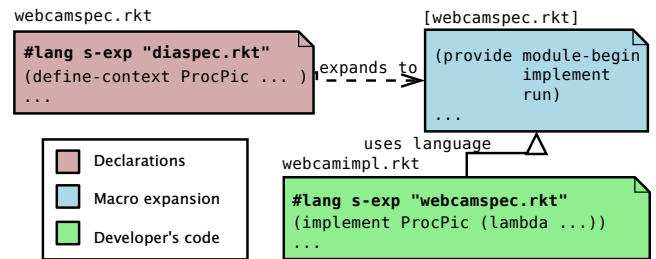 webcamspec.rkt
#lang s-exp "diaspec.rkt"
(define-context ProcPic ... )
...
expands to
[webcamspec.rkt]
(provide module-begin
implement
run)
...
uses language
webcamimpl.rkt
#lang s-exp "webcamspec.rkt"
(implement ProcPic (lambda ...))
...
Declarations
Macro expansion
Developer's code